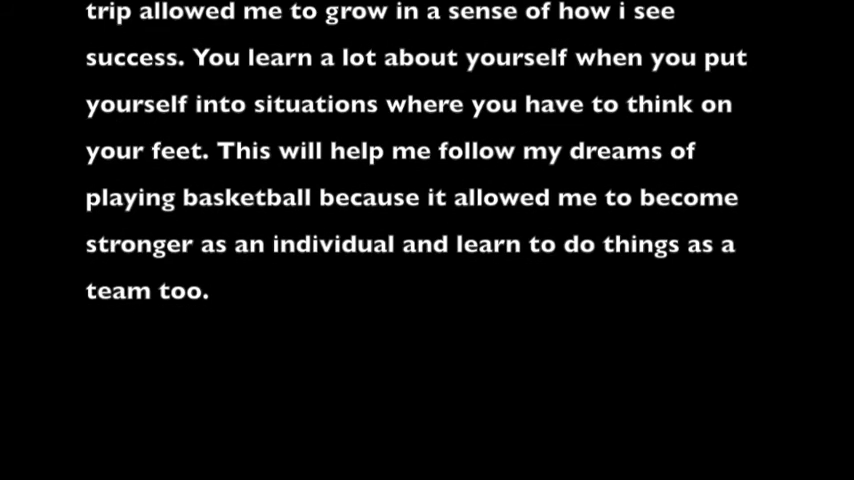 trip allowed me to grow in a sense of how i see
success. You learn a lot about yourself when you put
yourself into situations where you have to think on
your feet. This will help me follow my dreams of
playing basketball because it allowed me to become
stronger as an individual and learn to do things as a
team too.